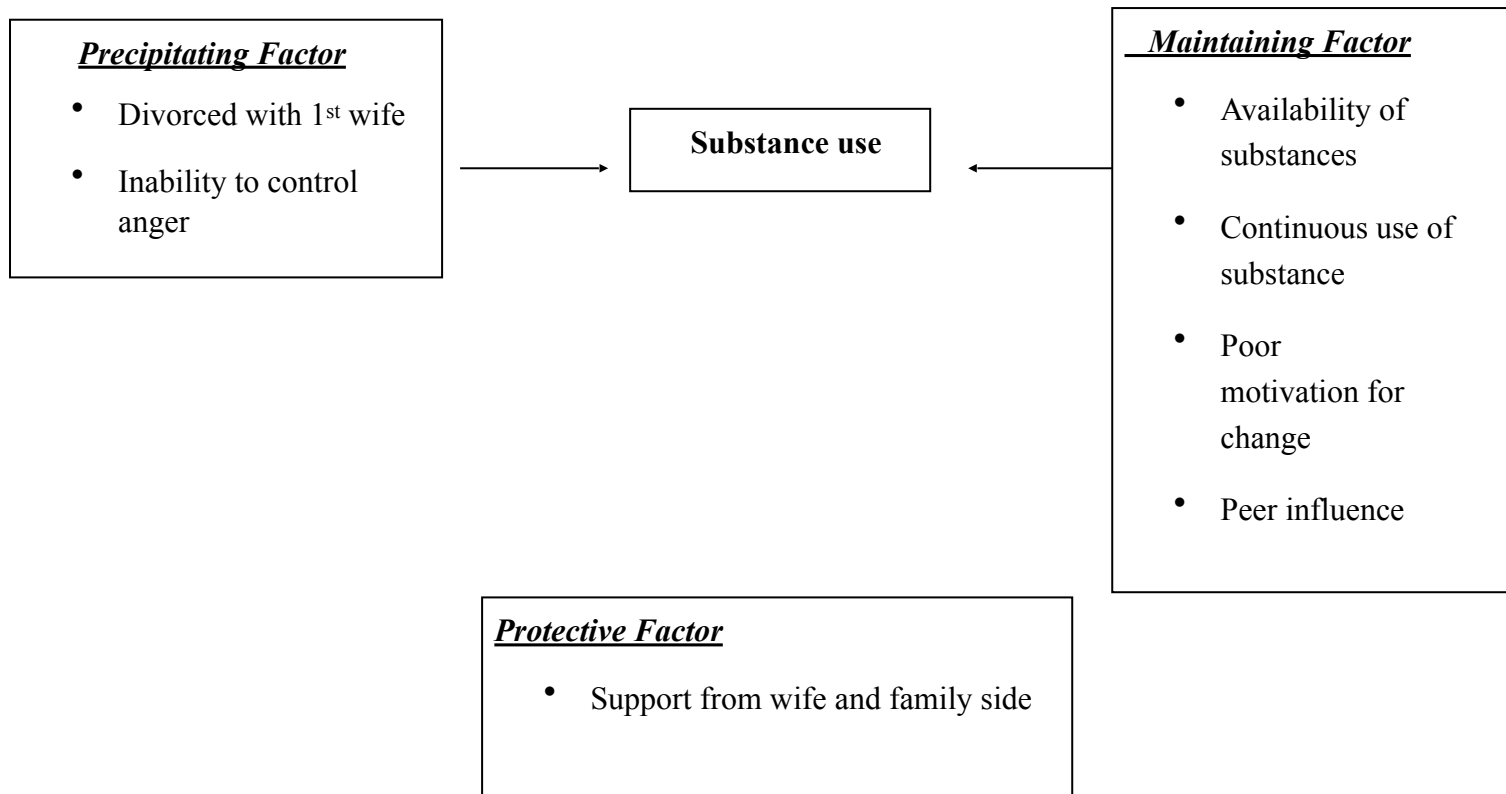 Precipitating Factor
• Divorced with 1st wife
• Inability to control
anger
Substance use
Maintaining Factor
• Availability of
substances
• Continuous use of
substance
• Poor
motivation for
change
• Peer influence
Protective Factor
• Support from wife and family side